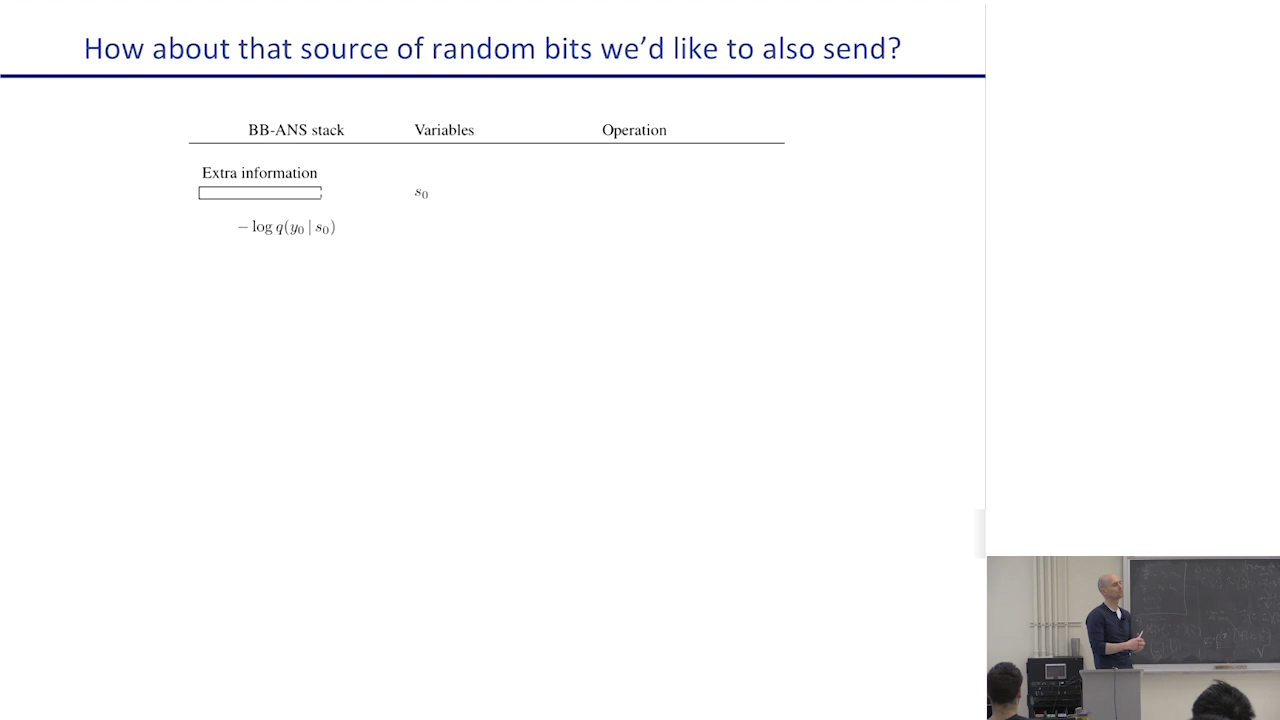 How about that source of random bits we'd like to also send?
BB-ANS stack Variables Operation
Extra information
s₀
− log q(y₀ | s₀)